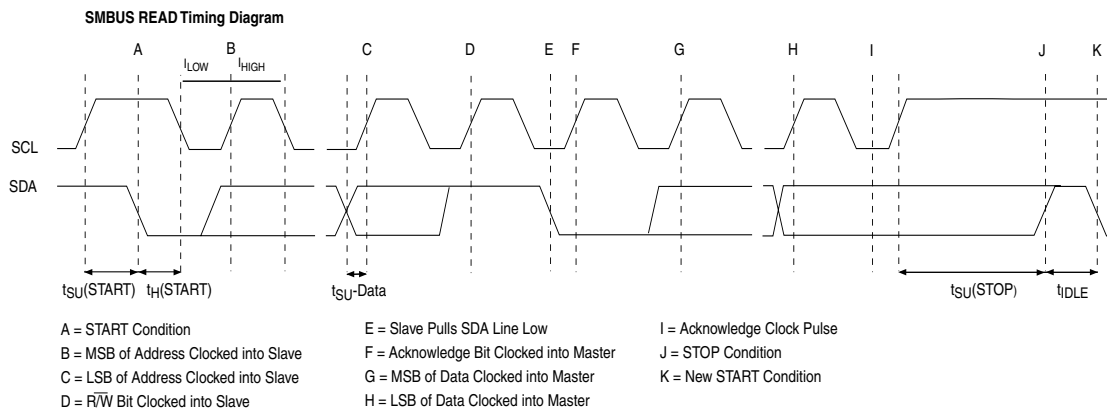 SMBUS READ Timing Diagram
A B C D E F G H I J K
ILOW IHIGH
SCL
SDA
tSU(START) tH(START) tSU-Data tSU(STOP) tIDLE
A = START Condition
B = MSB of Address Clocked into Slave
C = LSB of Address Clocked into Slave
D = R/W̅ Bit Clocked into Slave
E = Slave Pulls SDA Line Low
F = Acknowledge Bit Clocked into Master
G = MSB of Data Clocked into Master
H = LSB of Data Clocked into Master
I = Acknowledge Clock Pulse
J = STOP Condition
K = New START Condition